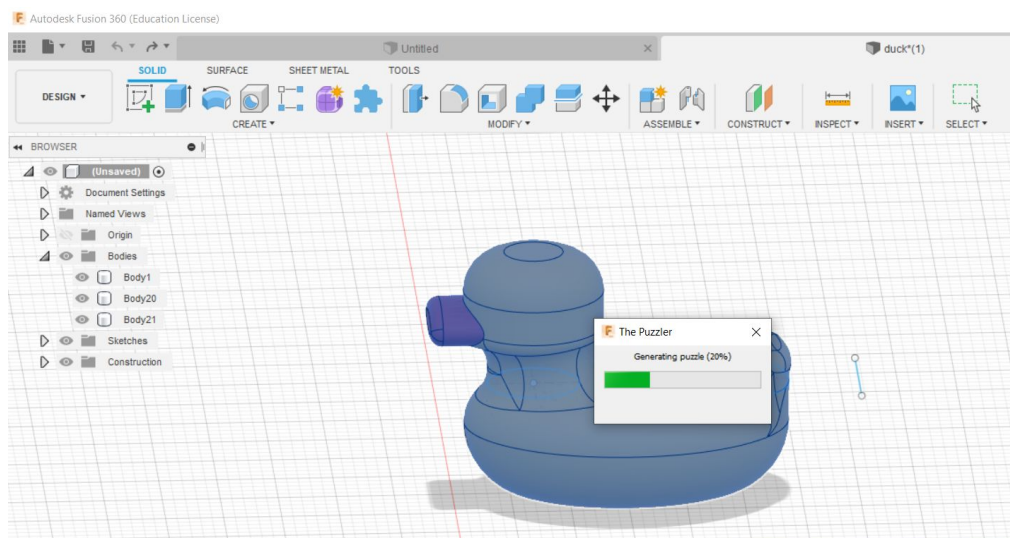 Autodesk Fusion 360 (Education License)
Untitled
duck*(1)
SOLID SURFACE SHEET METAL TOOLS
DESIGN
CREATE MODIFY ASSEMBLE CONSTRUCT INSPECT INSERT SELECT
BROWSER
(Unsaved)
Document Settings
Named Views
Origin
Bodies
Body1
Body20
Body21
Sketches
Construction
The Puzzler
Generating puzzle (20%)